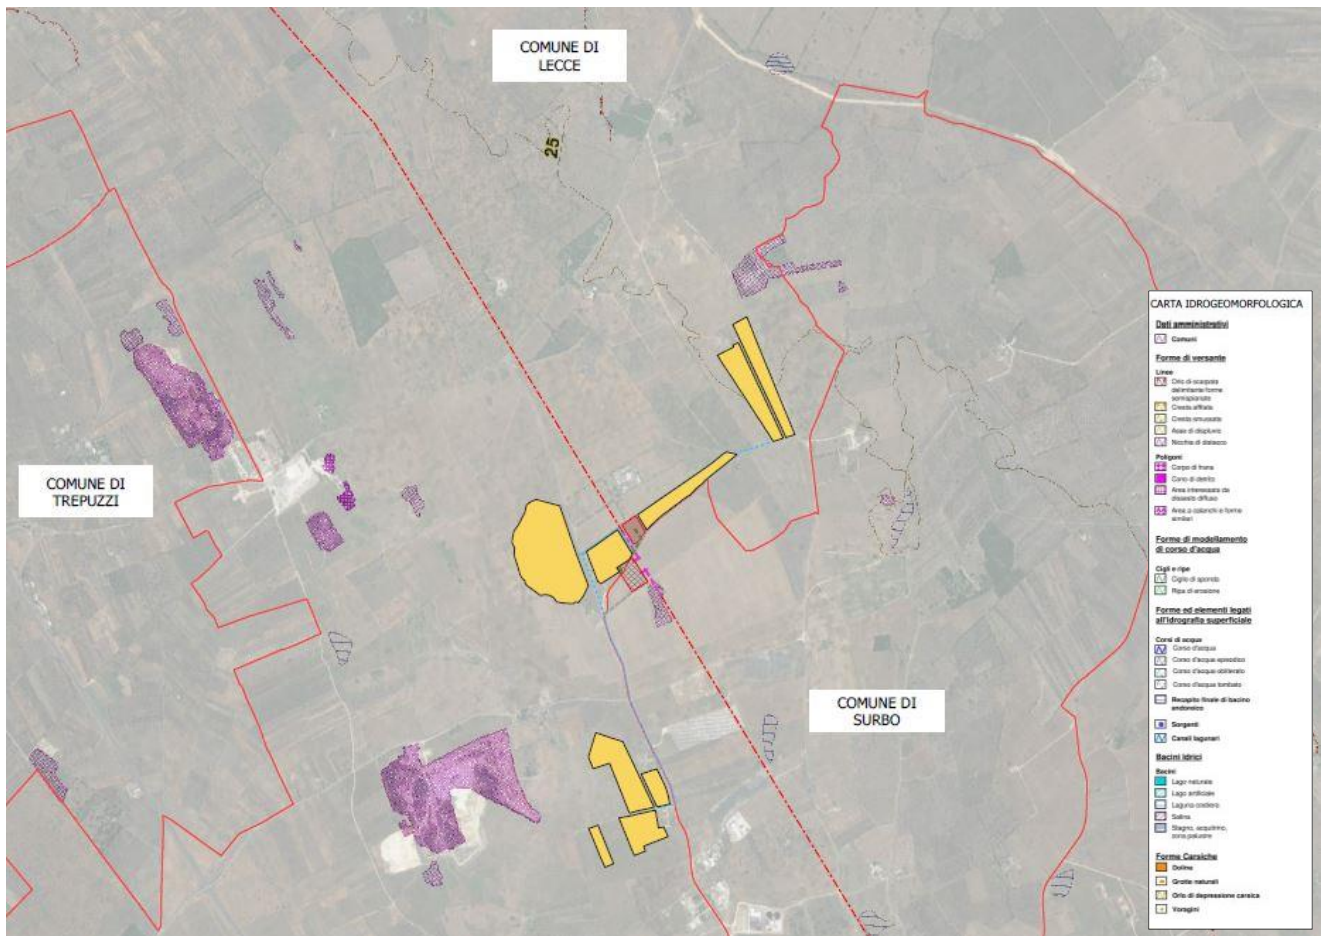 COMUNE DI
LECCE
25
COMUNE DI
TREPUZZI
COMUNE DI
SURBO
CARTA IDROGEOMORFOLOGICA
Dati amministrativi
Comuni
Forme di versante
Linee
Orlo di scarpata
delimitante forme
semispianate
Cresta affilata
Cresta smussata
Asse di displuvio
Nicchia di distacco
Poligoni
Corpo di frana
Cono di detrito
Area interessata da
dissesto diffuso
Area a calanchi e forme
similari
Forme di modellamento
di corso d'acqua
Cigli e ripe
Ciglio di sponda
Ripa di erosione
Forme ed elementi legati
all'idrografia superficiale
Corsi di acqua
Corso d'acqua
Corso d'acqua episodico
Corso d'acqua obliterato
Corso d'acqua tombato
Recapito finale di bacino
endoreico
Sorgenti
Canali lagunari
Bacini Idrici
Bacini
Lago naturale
Lago artificiale
Laguna costiera
Salina
Stagno, acquitrino,
zona palustre
Forme Carsiche
Doline
Grotte naturali
Orlo di depressione carsica
Voragini